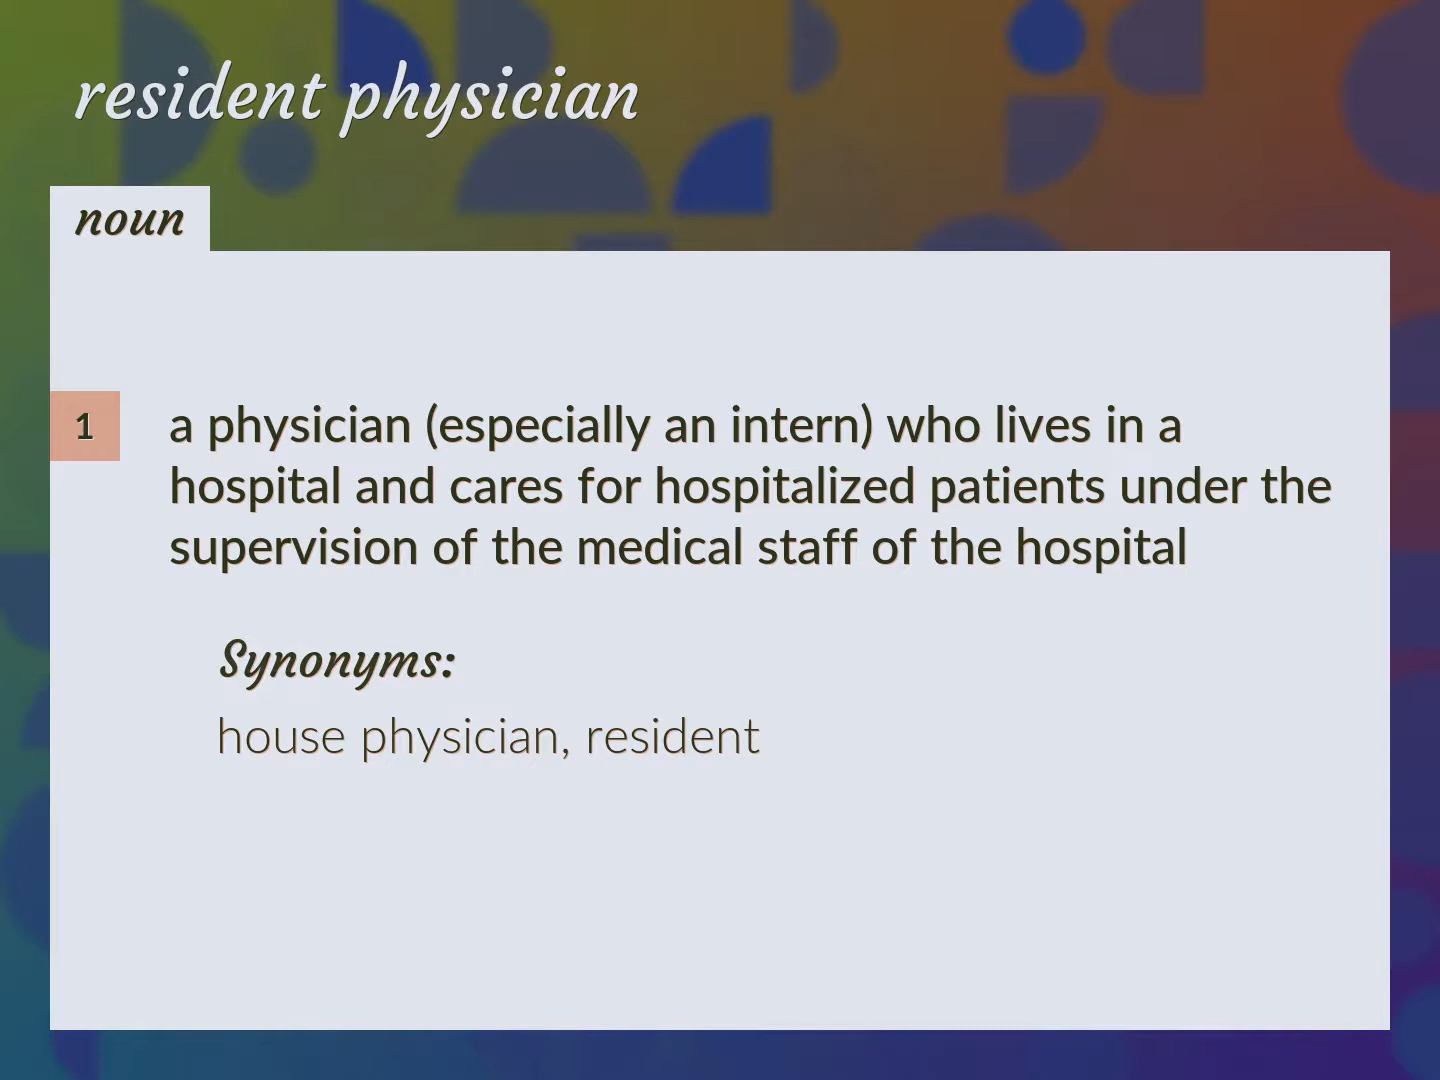 resident physician
noun
1
a physician (especially an intern) who lives in a
hospital and cares for hospitalized patients under the
supervision of the medical staff of the hospital
Synonyms:
house physician, resident